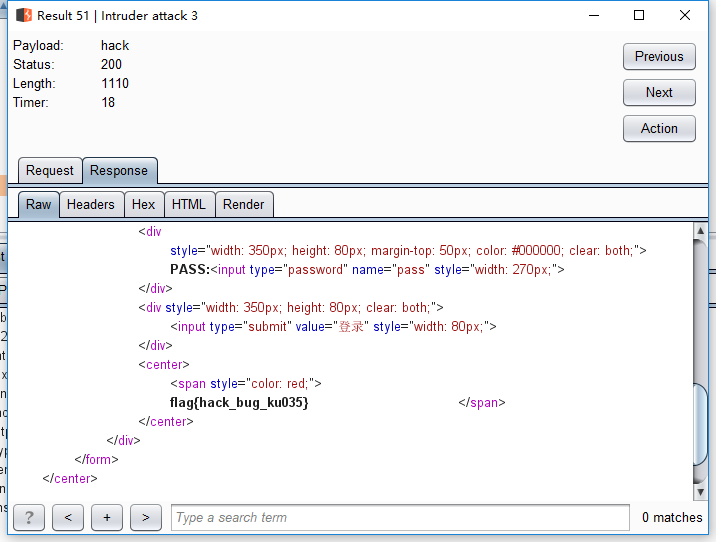 Result 51 | Intruder attack 3
Payload: hack
Status: 200
Length: 1110
Timer: 18
Previous
Next
Action
Request Response
Raw Headers Hex HTML Render
<div
style="width: 350px; height: 80px; margin-top: 50px; color: #000000; clear: both;">
PASS:<input type="password" name="pass" style="width: 270px;">
</div>
<div style="width: 350px; height: 80px; clear: both;">
<input type="submit" value="登录" style="width: 80px;">
</div>
<center>
<span style="color: red;">
flag{hack_bug_ku035} </span>
</center>
</div>
</form>
</center>
? < + > Type a search term 0 matches